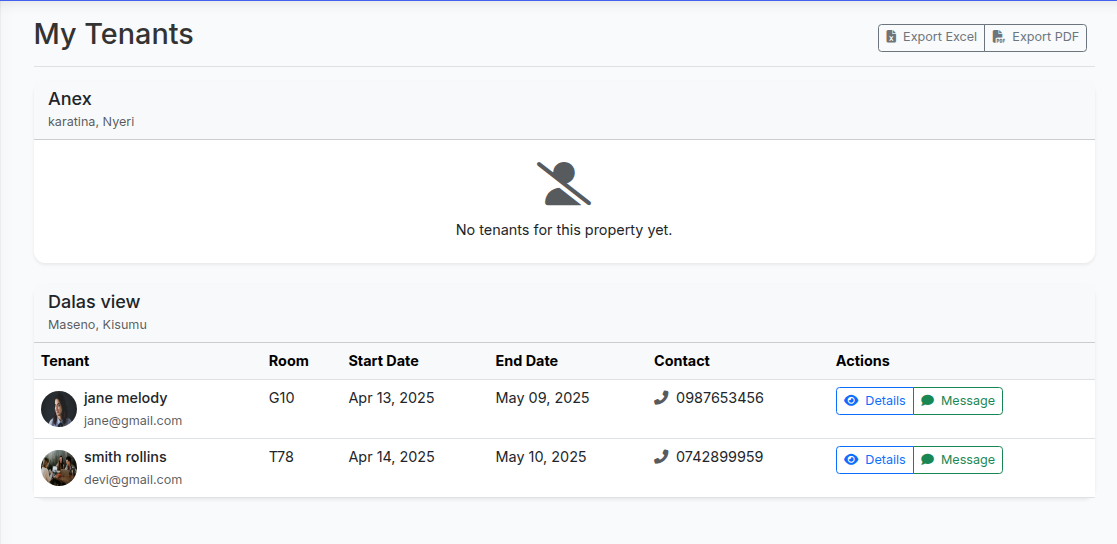 My Tenants
Export Excel Export PDF
Anex
karatina, Nyeri
No tenants for this property yet.
Dalas view
Maseno, Kisumu
Tenant Room Start Date End Date Contact Actions
jane melody G10 Apr 13, 2025 May 09, 2025 0987653456 Details Message
jane@gmail.com
smith rollins T78 Apr 14, 2025 May 10, 2025 0742899959 Details Message
devi@gmail.com